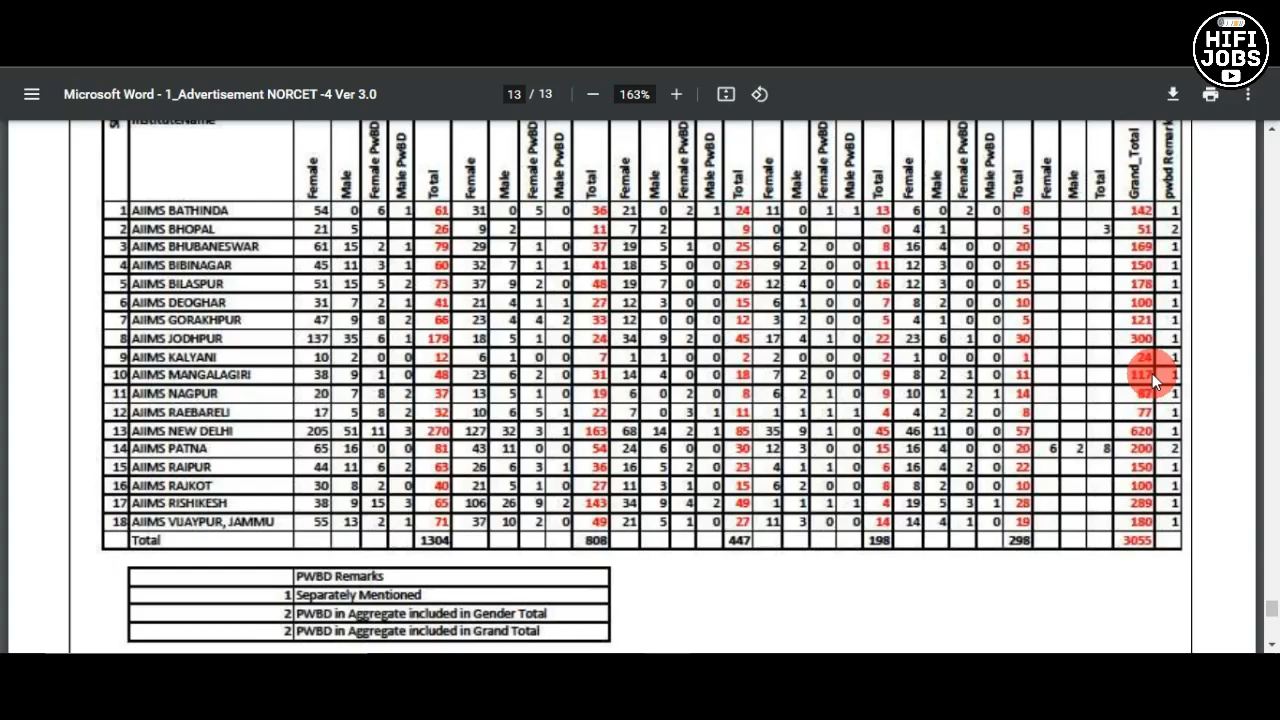 HIFI
JOBS
Microsoft Word - 1_Advertisement NORCET -4 Ver 3.0 13 / 13 163%
InstituteName Female Male Female PwBD Male PwBD Total Female Male Female PwBD Male PwBD Total Female Male Female PwBD Male PwBD Total Female Male Female PwBD Male PwBD Total Female Male Female PwBD Male PwBD Total Female Male Total Grand_Total pwbd Remark
1 AIIMS BATHINDA 54 0 6 1 61 31 0 5 0 36 21 0 2 1 24 11 0 1 1 13 6 0 2 0 8 142 1
2 AIIMS BHOPAL 21 5 26 9 2 11 7 2 9 0 0 0 4 1 5 3 51 2
3 AIIMS BHUBANESWAR 61 15 2 1 79 29 7 1 0 37 19 5 1 0 25 6 2 0 0 8 16 4 0 0 20 169 1
4 AIIMS BIBINAGAR 45 11 3 1 60 32 7 1 1 41 18 5 0 0 23 9 2 0 0 11 12 3 0 0 15 150 1
5 AIIMS BILASPUR 51 15 5 2 73 37 9 2 0 48 19 7 0 0 26 12 4 0 0 16 12 3 0 0 15 178 1
6 AIIMS DEOGHAR 31 7 2 1 41 21 4 1 1 27 12 3 0 0 15 6 1 0 0 7 8 2 0 0 10 100 1
7 AIIMS GORAKHPUR 47 9 8 2 66 23 4 4 2 33 12 0 0 0 12 3 2 0 0 5 4 1 0 0 5 121 1
8 AIIMS JODHPUR 137 35 6 1 179 18 5 1 0 24 34 9 2 0 45 17 4 1 0 22 23 6 1 0 30 300 1
9 AIIMS KALYANI 10 2 0 0 12 6 1 0 0 7 1 1 0 0 2 2 0 0 0 2 1 0 0 1 24 1
10 AIIMS MANGALAGIRI 38 9 1 0 48 23 6 2 0 31 14 4 0 0 18 7 2 0 0 9 8 2 1 0 11 117 1
11 AIIMS NAGPUR 20 7 8 2 37 13 5 1 0 19 6 0 2 0 8 6 2 1 0 9 10 1 2 1 14 87 1
12 AIIMS RAEBARELI 17 5 8 2 32 10 6 5 1 22 7 0 3 1 11 1 1 1 1 4 4 2 2 0 8 77 1
13 AIIMS NEW DELHI 205 51 11 3 270 127 32 3 1 163 68 14 2 1 85 35 9 1 0 45 46 11 0 0 57 620 1
14 AIIMS PATNA 65 16 0 0 81 43 11 0 0 54 24 6 0 0 30 12 3 0 0 15 16 4 0 0 20 6 2 8 200 2
15 AIIMS RAIPUR 44 11 6 2 63 26 6 3 1 36 16 5 2 0 23 4 1 1 0 6 16 4 2 0 22 150 1
16 AIIMS RAJKOT 30 8 2 0 40 21 5 1 0 27 11 3 1 0 15 6 2 0 0 8 8 2 0 0 10 100 1
17 AIIMS RISHIKESH 38 9 15 3 65 106 26 9 2 143 34 9 4 2 49 1 1 1 1 4 19 5 3 1 28 289 1
18 AIIMS VIJAYPUR, JAMMU 55 13 2 1 71 37 10 2 0 49 21 5 1 0 27 11 3 0 0 14 14 4 1 0 19 180 1
Total 1304 808 447 198 298 3055
PWBD Remarks
1 Separately Mentioned
2 PWBD in Aggregate included in Gender Total
2 PWBD in Aggregate included in Grand Total